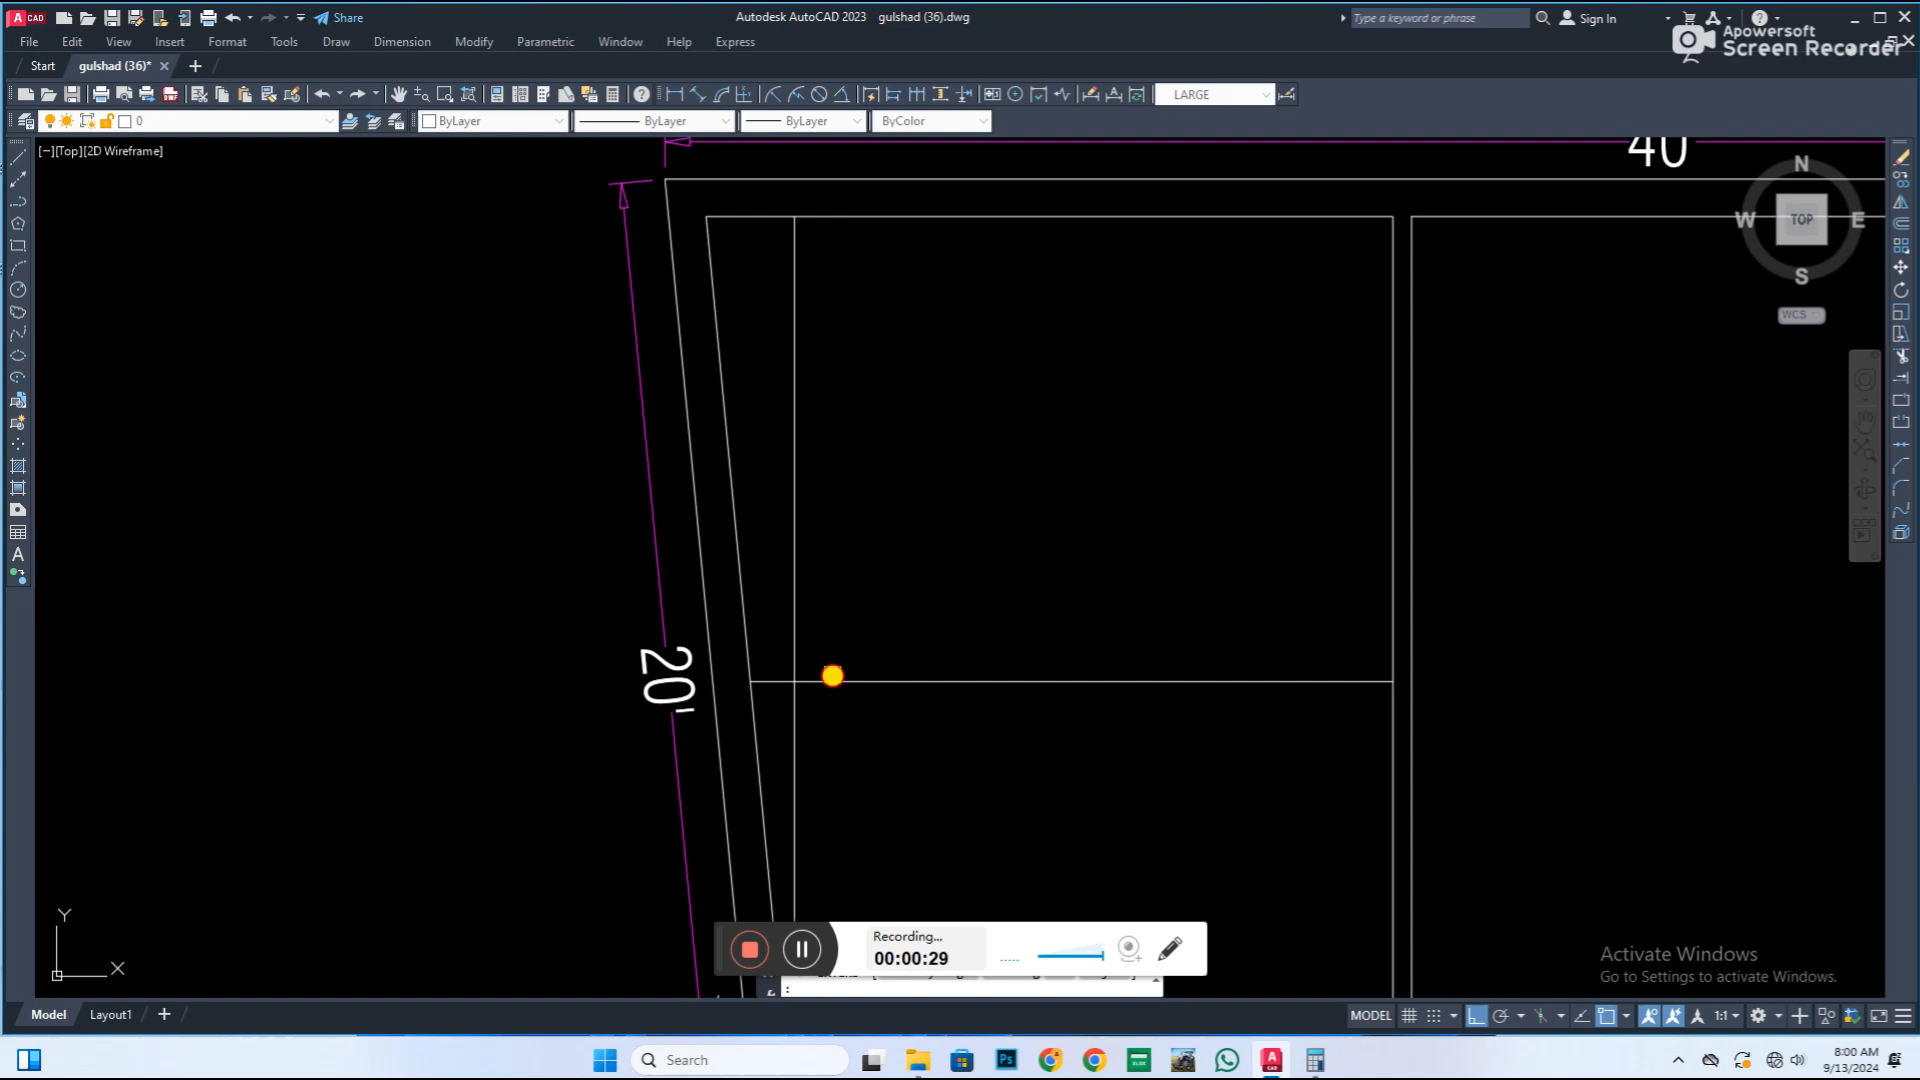 A CAD Share Autodesk AutoCAD 2023 gulshad (36).dwg Type a keyword or phrase Sign In
Apowersoft
Screen Recorder
File Edit View Insert Format Tools Draw Dimension Modify Parametric Window Help Express
Start gulshad (36)*
LARGE
0 ByLayer ByLayer ByLayer ByColor
[−][Top][2D Wireframe]
40
N
W TOP E
S
WCS
20'
Recording...
00:00:29
:
Y
X
Activate Windows
Go to Settings to activate Windows.
Model Layout1 MODEL 1:1
Search
8:00 AM
9/13/2024